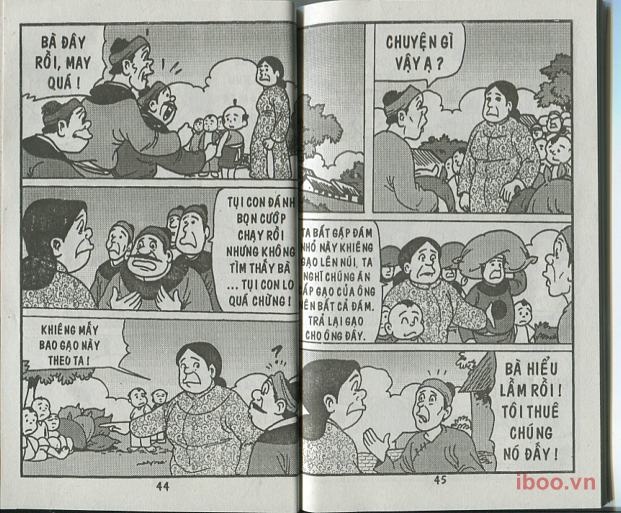 BÀ ĐÂY
RỒI, MAY
QUÁ !
TỤI CON ĐÁNH
BỌN CƯỚP
CHẠY RỒI
NHƯNG KHÔNG
TÌM THẤY BÀ
... TỤI CON LO
QUÁ CHỪNG !
KHIÊNG MẤY
BAO GẠO NÀY
THEO TA !
?
44
CHUYỆN GÌ
VẬY Ạ ?
TA BẮT GẶP ĐÁM
NHỎ NÀY KHIÊNG
GẠO LÊN NÚI, TA
NGHĨ CHÚNG ĂN
CẮP GẠO CỦA ÔNG
NÊN BẮT CẢ ĐÁM.
TRẢ LẠI GẠO
CHO ÔNG ĐẤY.
BÀ HIỂU
LẦM RỒI !
TÔI THUÊ
CHÚNG
NÓ ĐẤY !
45
iboo.vn